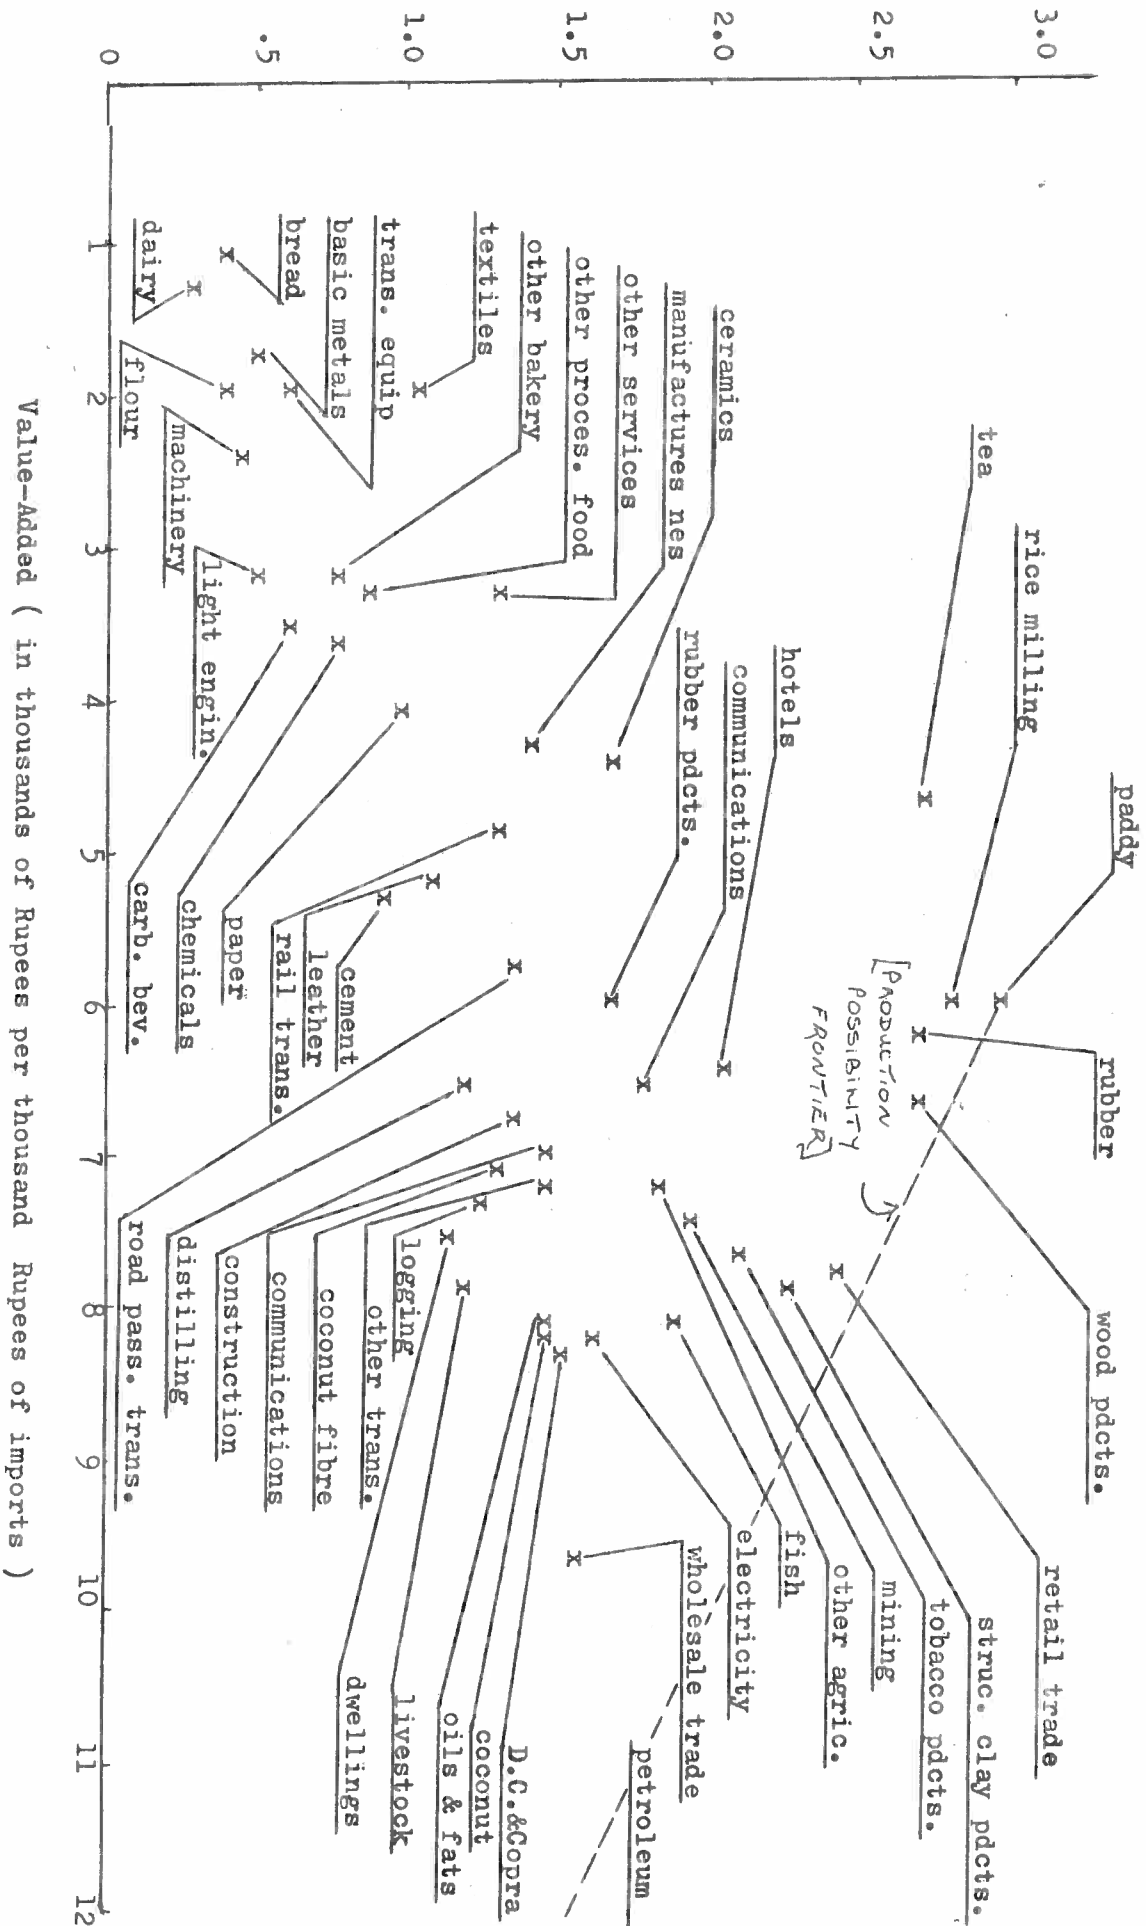 3.0
2.5
2.0
1.5
1.0
.5
0
1
2
3
4
5
6
7
8
9
10
11
12
paddy
rubber
wood pdcts.
rice milling
tea
retail trade
struc. clay pdcts.
tobacco pdcts.
mining
other agric.
fish
electricity
wholesale trade
petroleum
[PRODUCTION
POSSIBILITY
FRONTIER]
hotels
communications
rubber pdcts.
ceramics
manufactures nes
other services
other proces. food
other bakery
textiles
trans. equip
basic metals
bread
dairy
flour
machinery
light engin.
carb. bev.
chemicals
paper
rail trans.
leather
cement
road pass. trans.
distilling
construction
communications
coconut fibre
other trans.
logging
dwellings
livestock
oils & fats
coconut
D.C.&Copra
Value-Added ( in thousands of Rupees per thousand Rupees of imports )